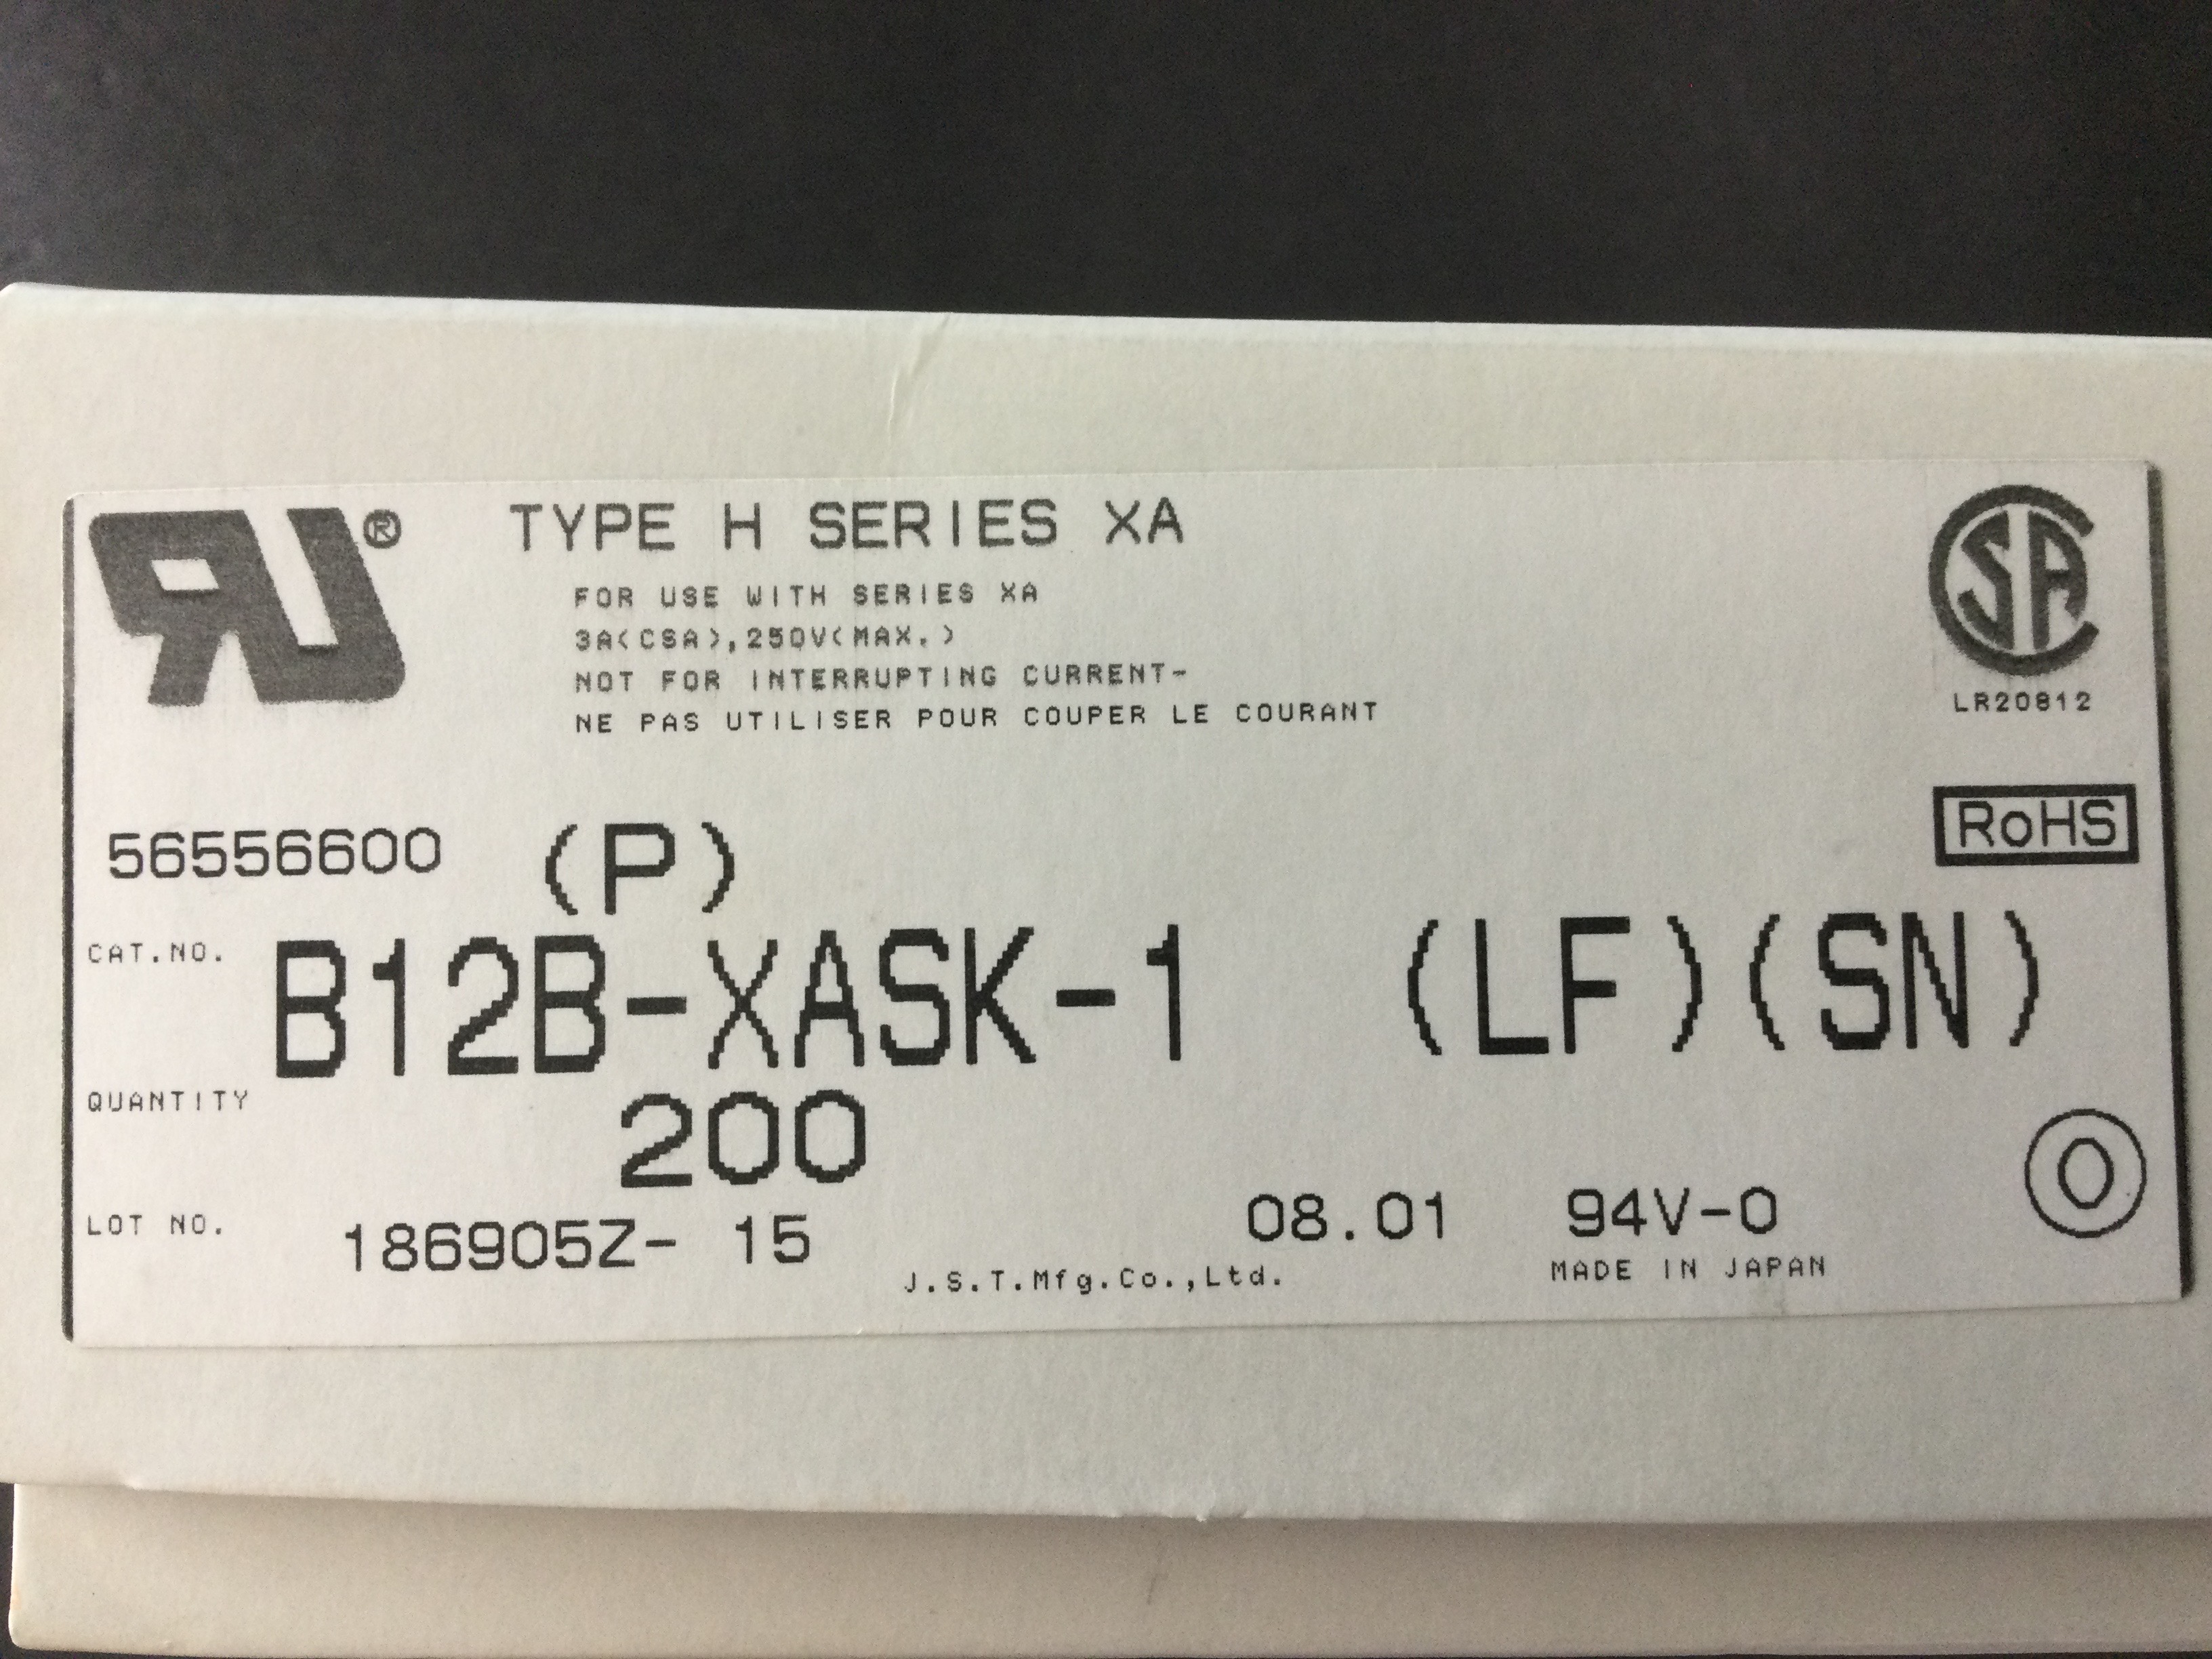 RU®
TYPE H SERIES XA
FOR USE WITH SERIES XA
3A(CSA),250V(MAX.)
NOT FOR INTERRUPTING CURRENT-
NE PAS UTILISER POUR COUPER LE COURANT
CSA
LR20812
56556600 (P)
RoHS
CAT.NO. B12B-XASK-1 (LF)(SN)
QUANTITY 200
O
LOT NO. 186905Z- 15 08.01 94V-0
J.S.T.Mfg.Co.,Ltd. MADE IN JAPAN